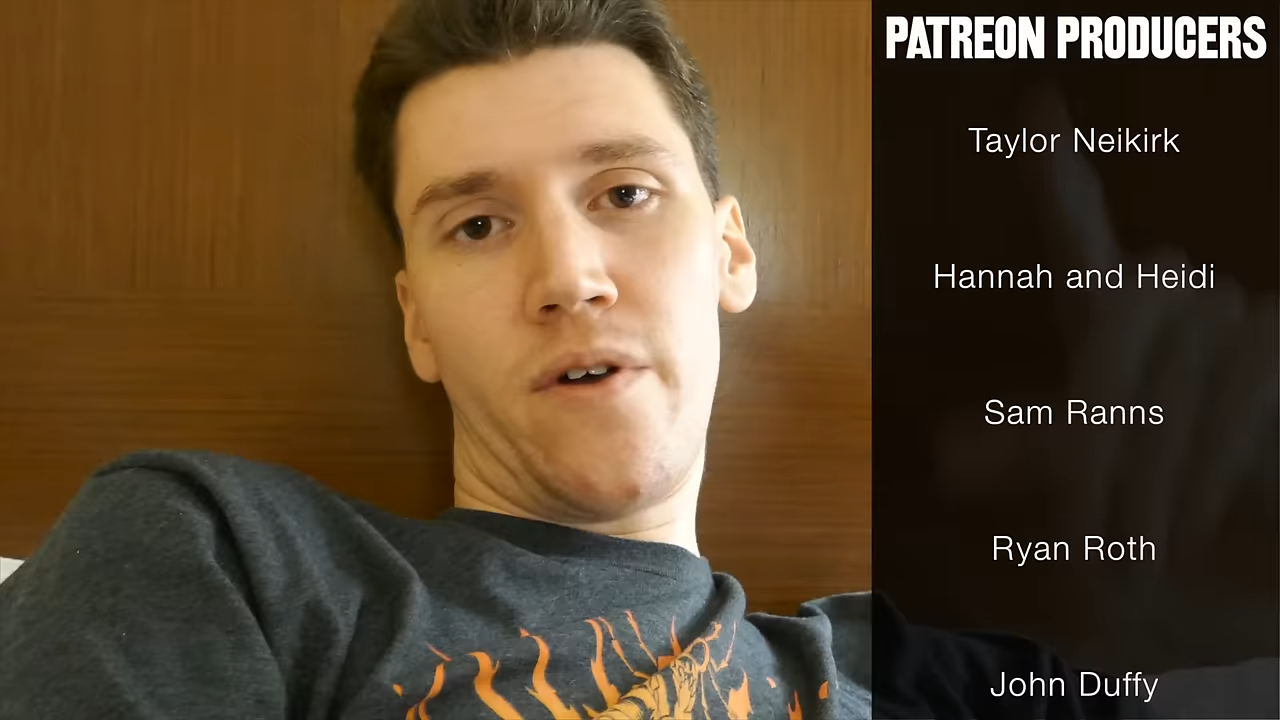 PATREON PRODUCERS
Taylor Neikirk
Hannah and Heidi
Sam Ranns
Ryan Roth
John Duffy